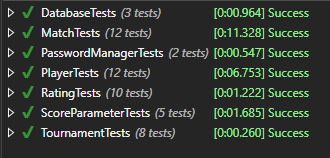 DatabaseTests (3 tests) [0:00.964] Success
MatchTests (12 tests) [0:11.328] Success
PasswordManagerTests (2 tests) [0:00.547] Success
PlayerTests (12 tests) [0:06.753] Success
RatingTests (10 tests) [0:01.222] Success
ScoreParameterTests (5 tests) [0:01.685] Success
TournamentTests (8 tests) [0:00.260] Success